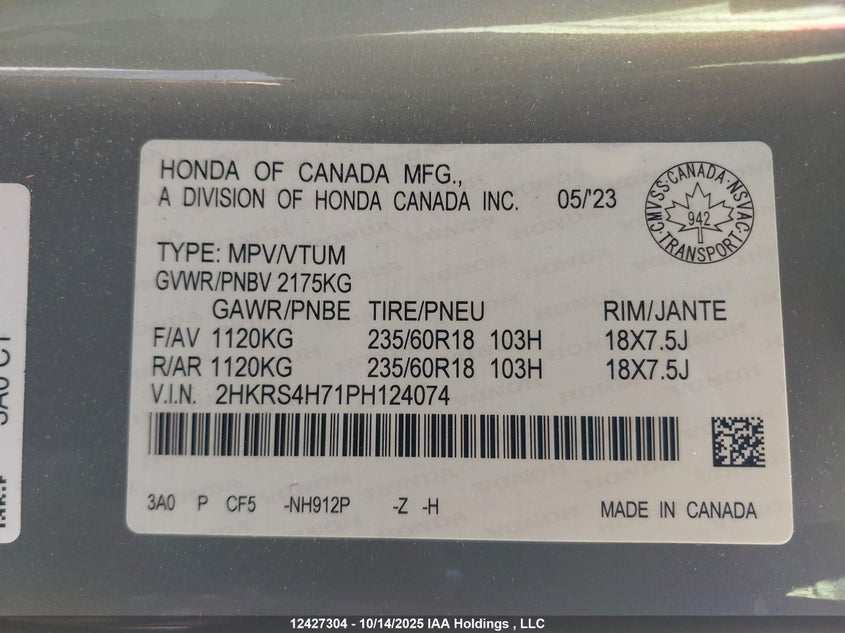 HONDA OF CANADA MFG.,
A DIVISION OF HONDA CANADA INC. 05/'23
CMVSS·CANADA·NSVAC·TRANSPORT·
942
TYPE: MPV/VTUM
GVWR/PNBV 2175KG
GAWR/PNBE TIRE/PNEU RIM/JANTE
F/AV 1120KG 235/60R18 103H 18X7.5J
R/AR 1120KG 235/60R18 103H 18X7.5J
V.I.N. 2HKRS4H71PH124074
3A0 P CF5 -NH912P -Z -H
MADE IN CANADA
12427304 - 10/14/2025 IAA Holdings , LLC